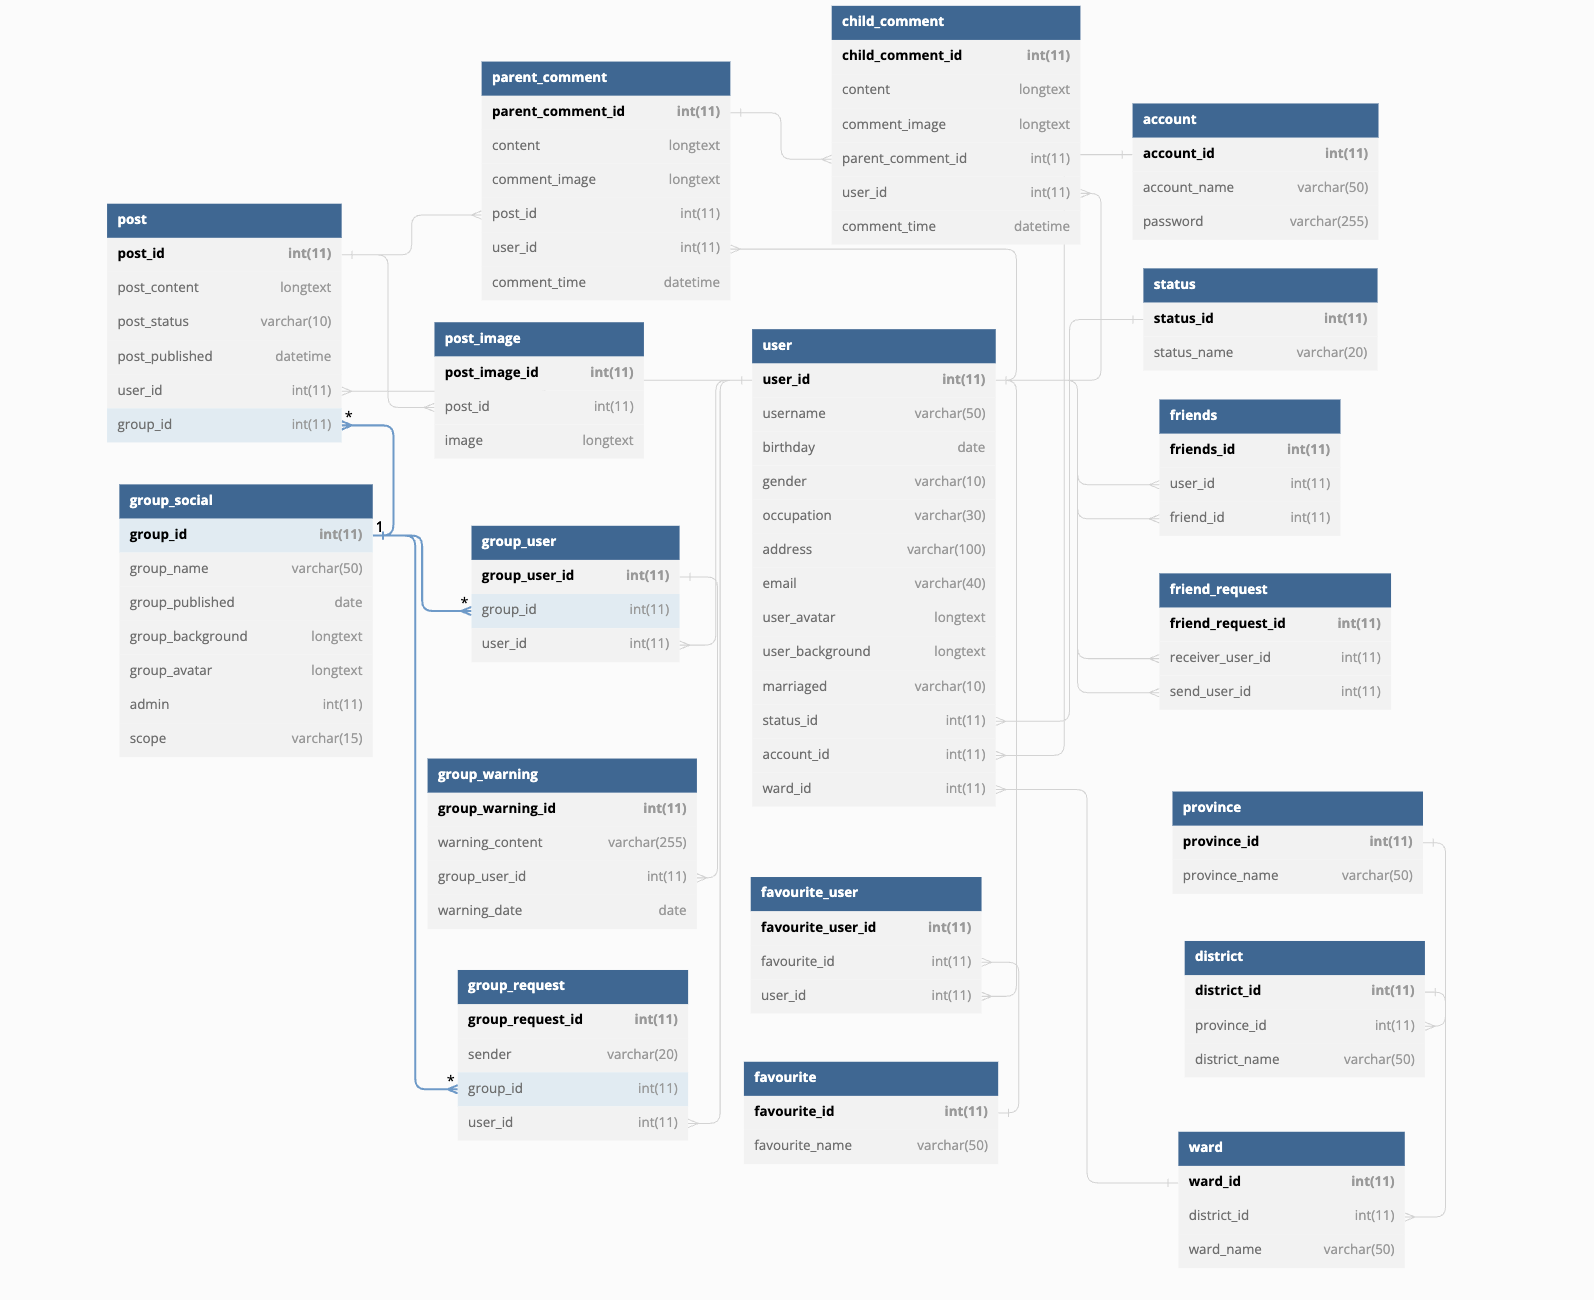 child_comment
child_comment_id int(11)
content longtext
comment_image longtext
parent_comment_id int(11)
user_id int(11)
comment_time datetime
parent_comment
parent_comment_id int(11)
content longtext
comment_image longtext
post_id int(11)
user_id int(11)
comment_time datetime
account
account_id int(11)
account_name varchar(50)
password varchar(255)
post
post_id int(11)
post_content longtext
post_status varchar(10)
post_published datetime
user_id int(11)
group_id int(11)
*
status
status_id int(11)
status_name varchar(20)
post_image
post_image_id int(11)
post_id int(11)
image longtext
user
user_id int(11)
username varchar(50)
birthday date
gender varchar(10)
occupation varchar(30)
address varchar(100)
email varchar(40)
user_avatar longtext
user_background longtext
marriaged varchar(10)
status_id int(11)
account_id int(11)
ward_id int(11)
friends
friends_id int(11)
user_id int(11)
friend_id int(11)
group_social
group_id int(11)
1
group_name varchar(50)
group_published date
group_background longtext
group_avatar longtext
admin int(11)
scope varchar(15)
group_user
group_user_id int(11)
*
group_id int(11)
user_id int(11)
friend_request
friend_request_id int(11)
receiver_user_id int(11)
send_user_id int(11)
group_warning
group_warning_id int(11)
warning_content varchar(255)
group_user_id int(11)
warning_date date
province
province_id int(11)
province_name varchar(50)
favourite_user
favourite_user_id int(11)
favourite_id int(11)
user_id int(11)
district
district_id int(11)
province_id int(11)
district_name varchar(50)
group_request
group_request_id int(11)
sender varchar(20)
*
group_id int(11)
user_id int(11)
favourite
favourite_id int(11)
favourite_name varchar(50)
ward
ward_id int(11)
district_id int(11)
ward_name varchar(50)